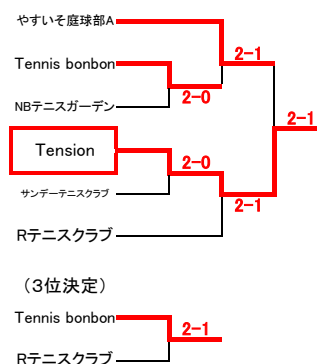 やすいそ庭球部A
2-1
Tennis bonbon
2-0
NBテニスガーデン
2-1
Tension
2-0
サンデーテニスクラブ
2-1
Rテニスクラブ
（3位決定）
Tennis bonbon
2-1
Rテニスクラブ